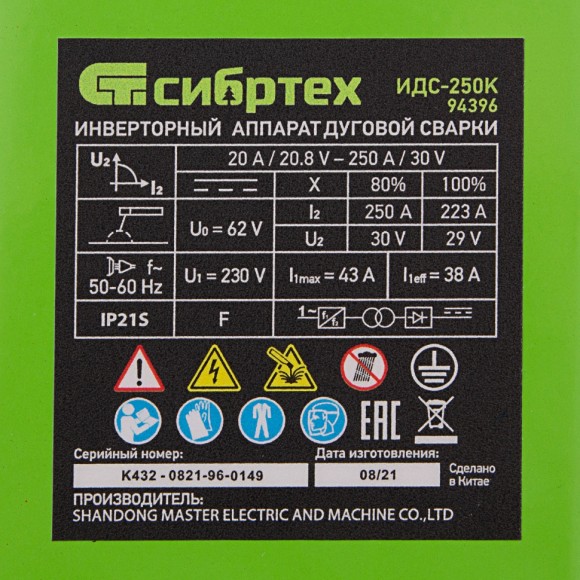 сибртех
ИДС-250К
94396
ИНВЕРТОРНЫЙ АППАРАТ ДУГОВОЙ СВАРКИ
U2 I2
20 А / 20.8 V – 250 А / 30 V
X 80% 100%
U0 = 62 V
I2 250 А 223 А
U2 30 V 29 V
f~
50-60 Hz
U1 = 230 V
I1max = 43 А
I1eff = 38 А
IP21S
F
1~
EAC
Серийный номер:
Дата изготовления:
K432 - 0821-96-0149
08/21
Сделано
в Китае
ПРОИЗВОДИТЕЛЬ:
SHANDONG MASTER ELECTRIC AND MACHINE CO.,LTD